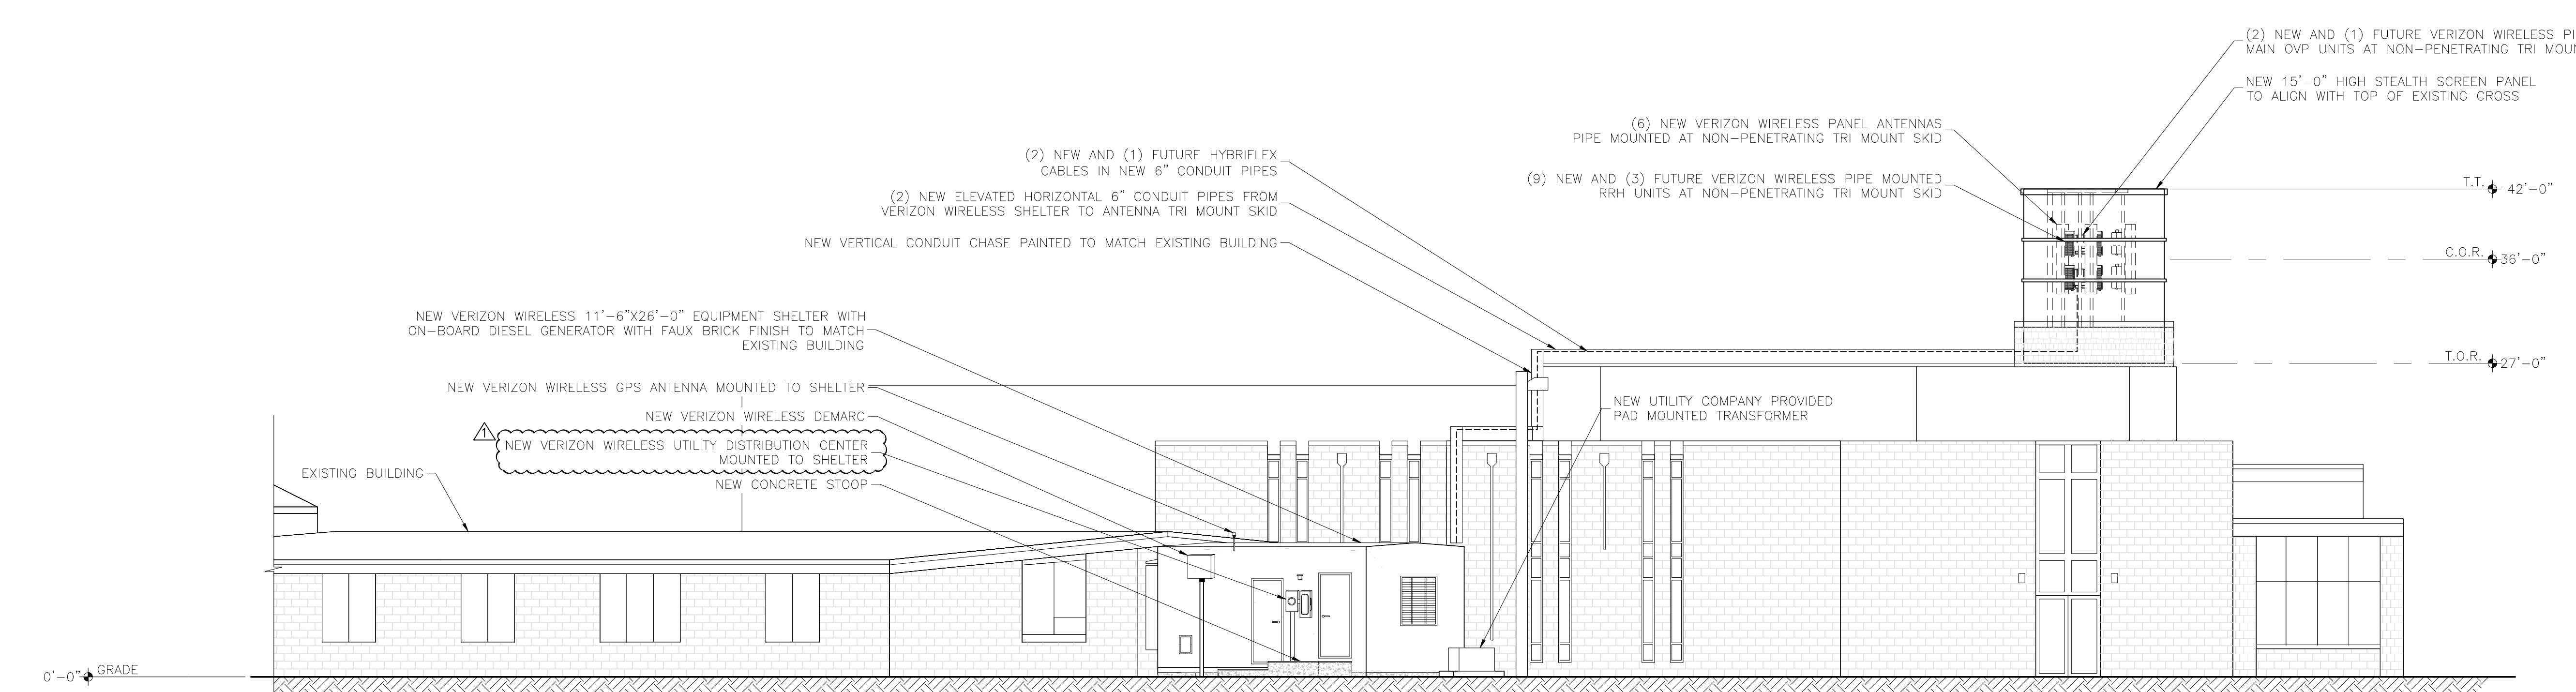 (2) NEW AND (1) FUTURE VERIZON WIRELESS
MAIN OVP UNITS AT NON-PENETRATING TRI
NEW 15'-0" HIGH STEALTH SCREEN PANEL
TO ALIGN WITH TOP OF EXISTING CROSS
(6) NEW VERIZON WIRELESS PANEL ANTENNAS
PIPE MOUNTED AT NON-PENETRATING TRI MOUNT SKID
(9) NEW AND (3) FUTURE VERIZON WIRELESS PIPE MOUNTED
RRH UNITS AT NON-PENETRATING TRI MOUNT SKID
(2) NEW AND (1) FUTURE HYBRIFLEX
CABLES IN NEW 6" CONDUIT PIPES
(2) NEW ELEVATED HORIZONTAL 6" CONDUIT PIPES FROM
VERIZON WIRELESS SHELTER TO ANTENNA TRI MOUNT SKID
NEW VERTICAL CONDUIT CHASE PAINTED TO MATCH EXISTING BUILDING
T.T. 42'-0"
C.O.R. 36'-0"
T.O.R. 27'-0"
NEW VERIZON WIRELESS 11'-6"X26'-0" EQUIPMENT SHELTER WITH
ON-BOARD DIESEL GENERATOR WITH FAUX BRICK FINISH TO MATCH
EXISTING BUILDING
NEW VERIZON WIRELESS GPS ANTENNA MOUNTED TO SHELTER
NEW VERIZON WIRELESS DEMARC
1
NEW VERIZON WIRELESS UTILITY DISTRIBUTION CENTER
MOUNTED TO SHELTER
NEW CONCRETE STOOP
EXISTING BUILDING
NEW UTILITY COMPANY PROVIDED
PAD MOUNTED TRANSFORMER
0'-0" GRADE